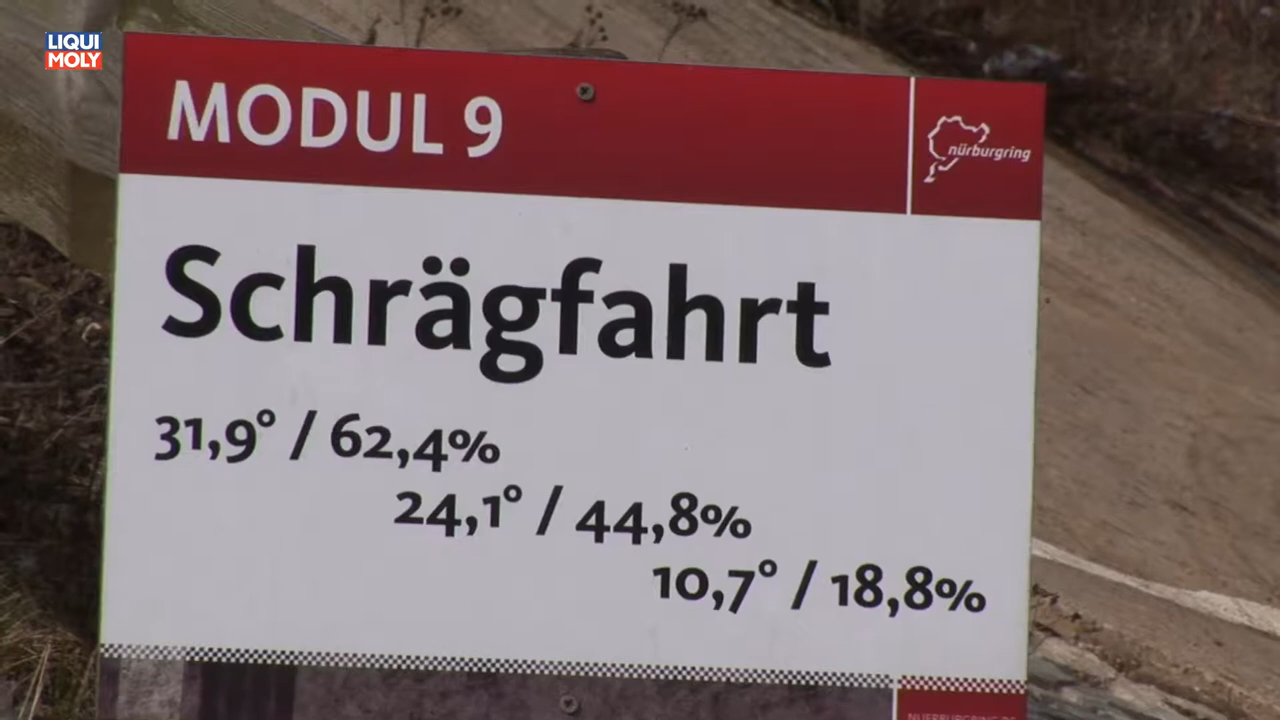 LIQUI
MOLY
MODUL 9
nürburgring
Schrägfahrt
31,9° / 62,4%
24,1° / 44,8%
10,7° / 18,8%